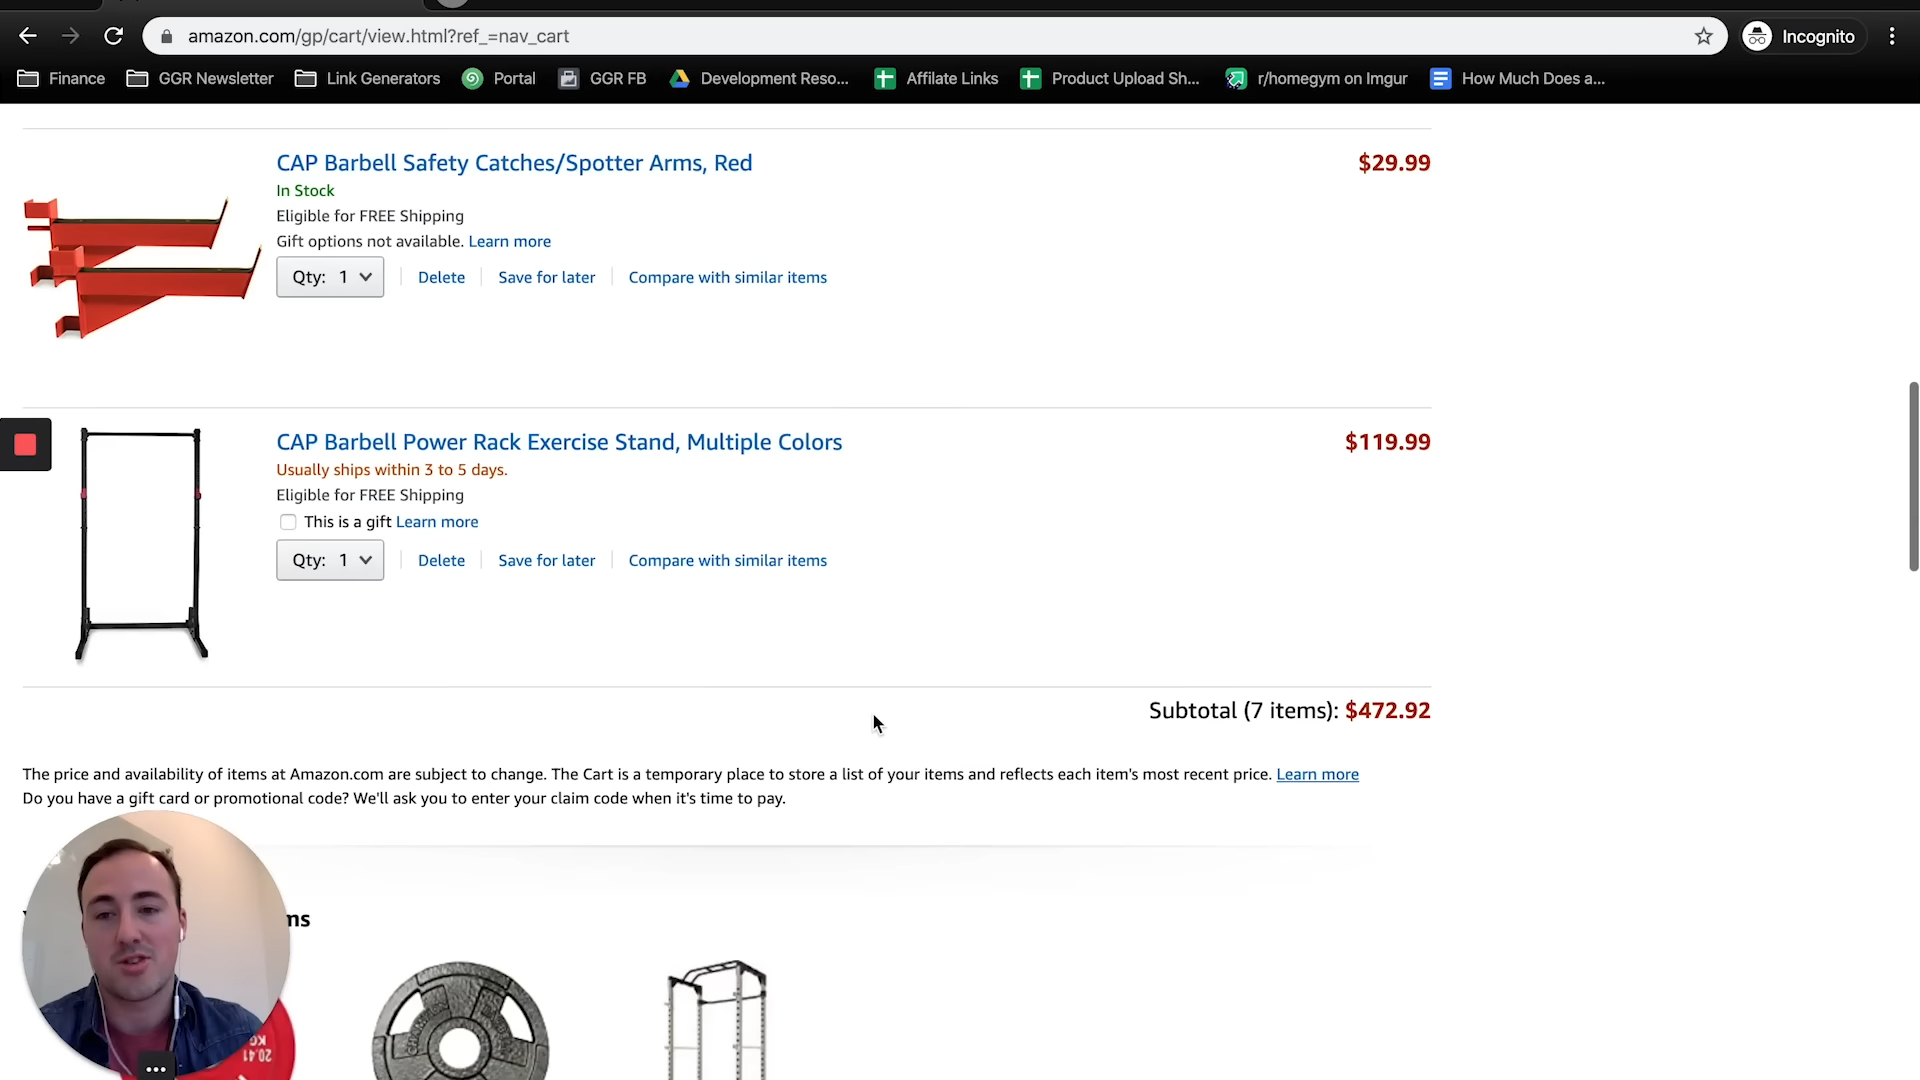 amazon.com/gp/cart/view.html?ref_=nav_cart
Incognito
Finance
GGR Newsletter
Link Generators
Portal
GGR FB
Development Reso...
Affilate Links
Product Upload Sh...
r/homegym on Imgur
How Much Does a...
CAP Barbell Safety Catches/Spotter Arms, Red
$29.99
In Stock
Eligible for FREE Shipping
Gift options not available. Learn more
Qty: 1
Delete
Save for later
Compare with similar items
CAP Barbell Power Rack Exercise Stand, Multiple Colors
$119.99
Usually ships within 3 to 5 days.
Eligible for FREE Shipping
This is a gift Learn more
Qty: 1
Delete
Save for later
Compare with similar items
Subtotal (7 items): $472.92
The price and availability of items at Amazon.com are subject to change. The Cart is a temporary place to store a list of your items and reflects each item's most recent price. Learn more
Do you have a gift card or promotional code? We'll ask you to enter your claim code when it's time to pay.
ms
20.41
KG